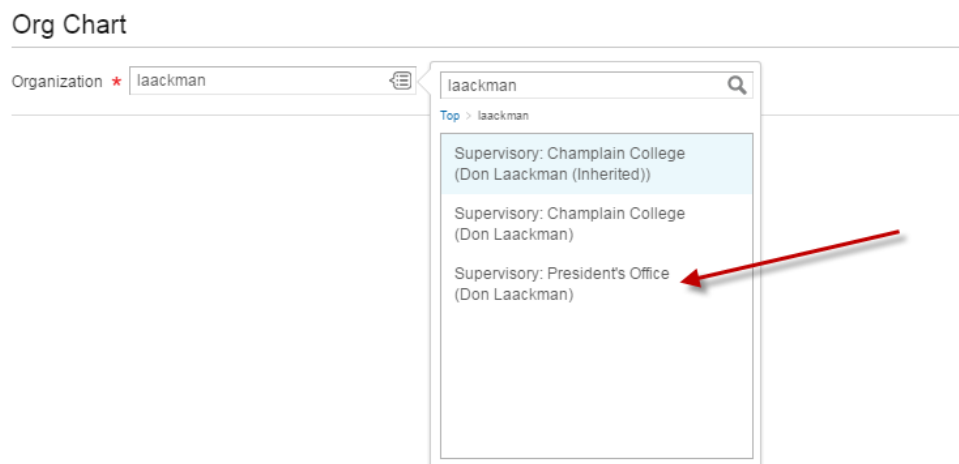 Org Chart
Organization * laackman
laackman
Top > laackman
Supervisory: Champlain College
(Don Laackman (Inherited))
Supervisory: Champlain College
(Don Laackman)
Supervisory: President's Office
(Don Laackman)